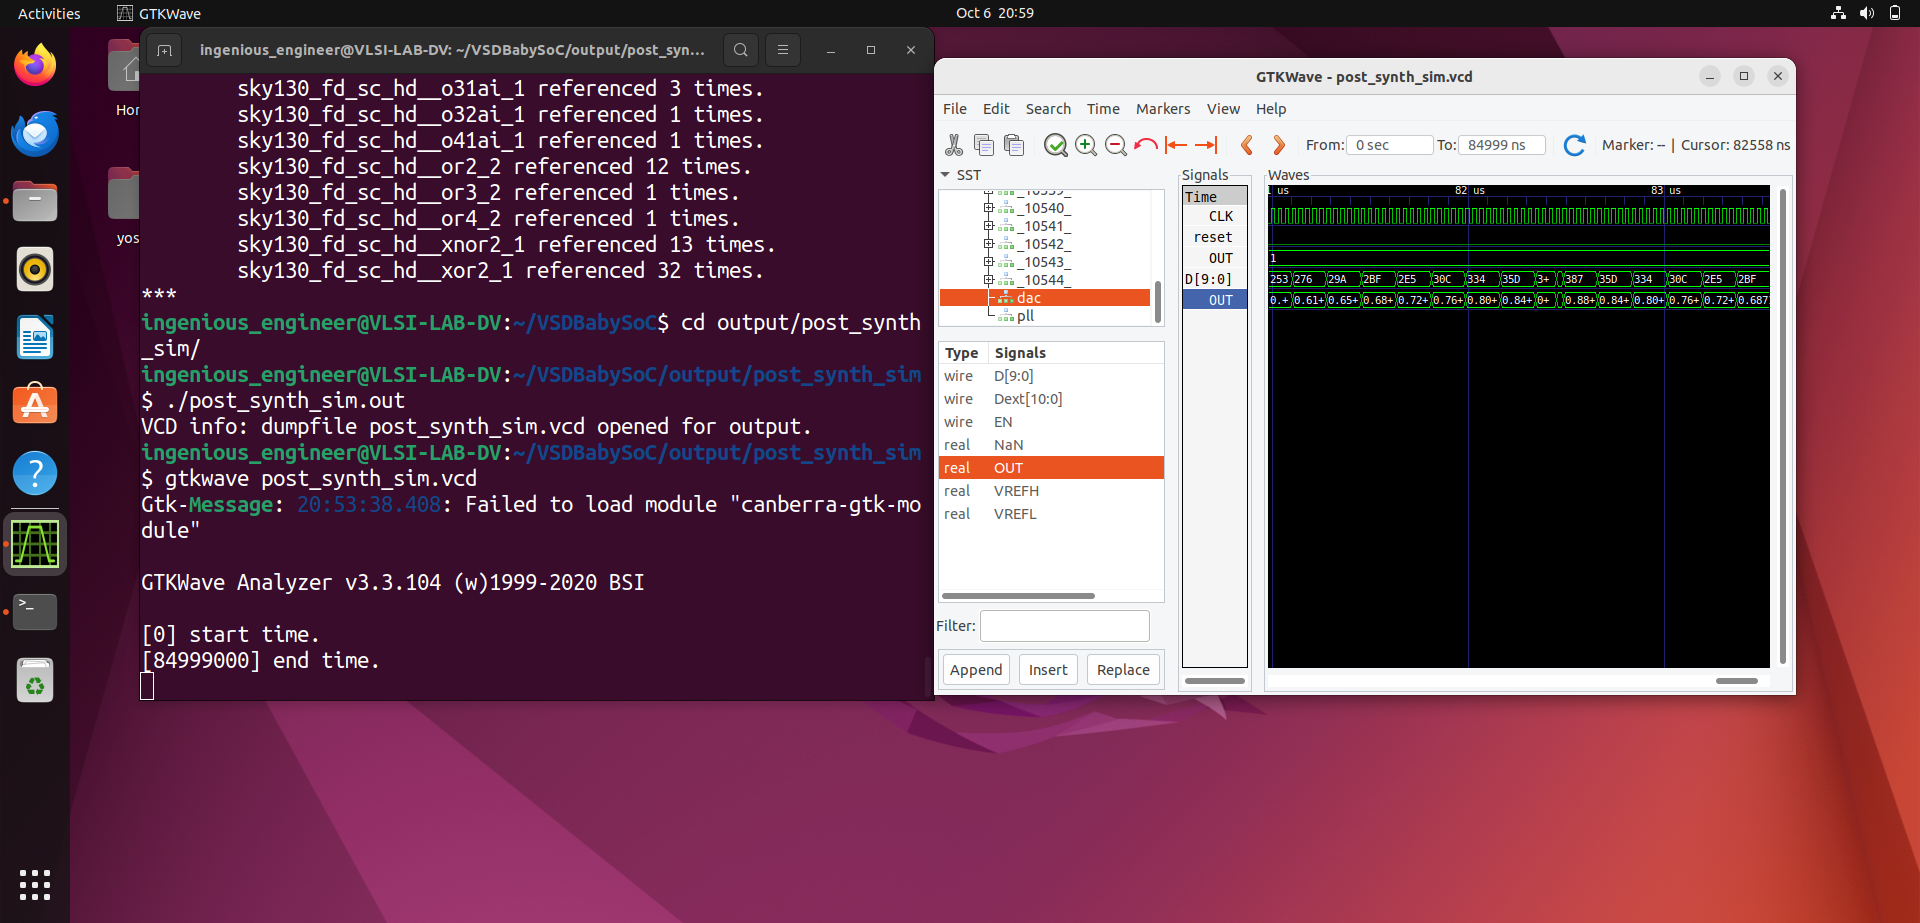 Activities
GTKWave
Oct 6 20:59
ingenious_engineer@VLSI-LAB-DV: ~/VSDBabySoC/output/post_syn...
sky130_fd_sc_hd__o31ai_1 referenced 3 times.
sky130_fd_sc_hd__o32ai_1 referenced 1 times.
sky130_fd_sc_hd__o41ai_1 referenced 1 times.
sky130_fd_sc_hd__or2_2 referenced 12 times.
sky130_fd_sc_hd__or3_2 referenced 1 times.
sky130_fd_sc_hd__or4_2 referenced 1 times.
sky130_fd_sc_hd__xnor2_1 referenced 13 times.
sky130_fd_sc_hd__xor2_1 referenced 32 times.
***
ingenious_engineer@VLSI-LAB-DV:~/VSDBabySoC$ cd output/post_synth
_sim/
ingenious_engineer@VLSI-LAB-DV:~/VSDBabySoC/output/post_synth_sim
$ ./post_synth_sim.out
VCD info: dumpfile post_synth_sim.vcd opened for output.
ingenious_engineer@VLSI-LAB-DV:~/VSDBabySoC/output/post_synth_sim
$ gtkwave post_synth_sim.vcd
Gtk-Message: 20:53:38.408: Failed to load module "canberra-gtk-mo
dule"
GTKWave Analyzer v3.3.104 (w)1999-2020 BSI
[0] start time.
[84999000] end time.
Hor
yos
GTKWave - post_synth_sim.vcd
File Edit Search Time Markers View Help
From: 0 sec To: 84999 ns Marker: -- | Cursor: 82558 ns
SST
_10539_
_10540_
_10541_
_10542_
_10543_
_10544_
dac
pll
Type Signals
wire D[9:0]
wire Dext[10:0]
wire EN
real NaN
real OUT
real VREFH
real VREFL
Filter:
Append Insert Replace
Signals
Time
CLK
reset
OUT
D[9:0]
OUT
Waves
us 82 us 83 us
1
253 276 29A 2BF 2E5 30C 334 35D 3+ 387 35D 334 30C 2E5 2BF
0.+ 0.61+ 0.65+ 0.68+ 0.72+ 0.76+ 0.80+ 0.84+ 0+ 0.88+ 0.84+ 0.80+ 0.76+ 0.72+ 0.687